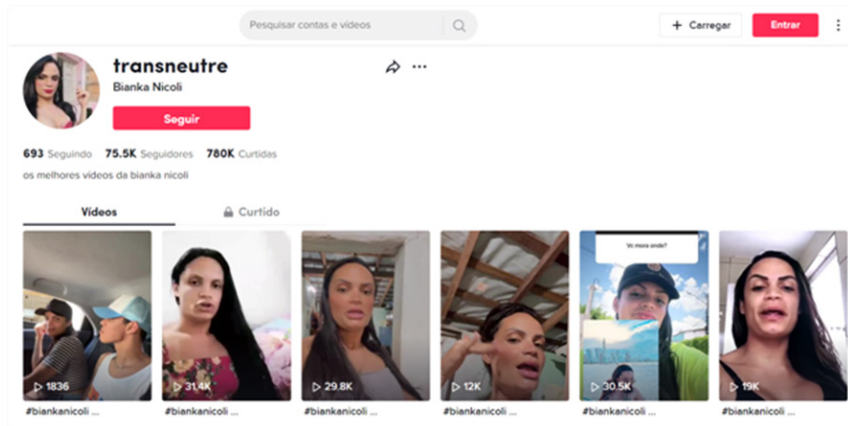 Pesquisar contas e vídeos
+ Carregar
Entrar
transneutre
Bianka Nicoli
Seguir
693 Seguindo 75.5K Seguidores 780K Curtidas
os melhores vídeos da bianka nicoli
Vídeos
Curtido
Vc mora onde?
1836
31.4K
29.8K
12K
30.5K
19K
#biankanicoli ...
#biankanicoli ...
#biankanicoli ...
#biankanicoli ...
#biankanicoli ...
#biankanicoli ...